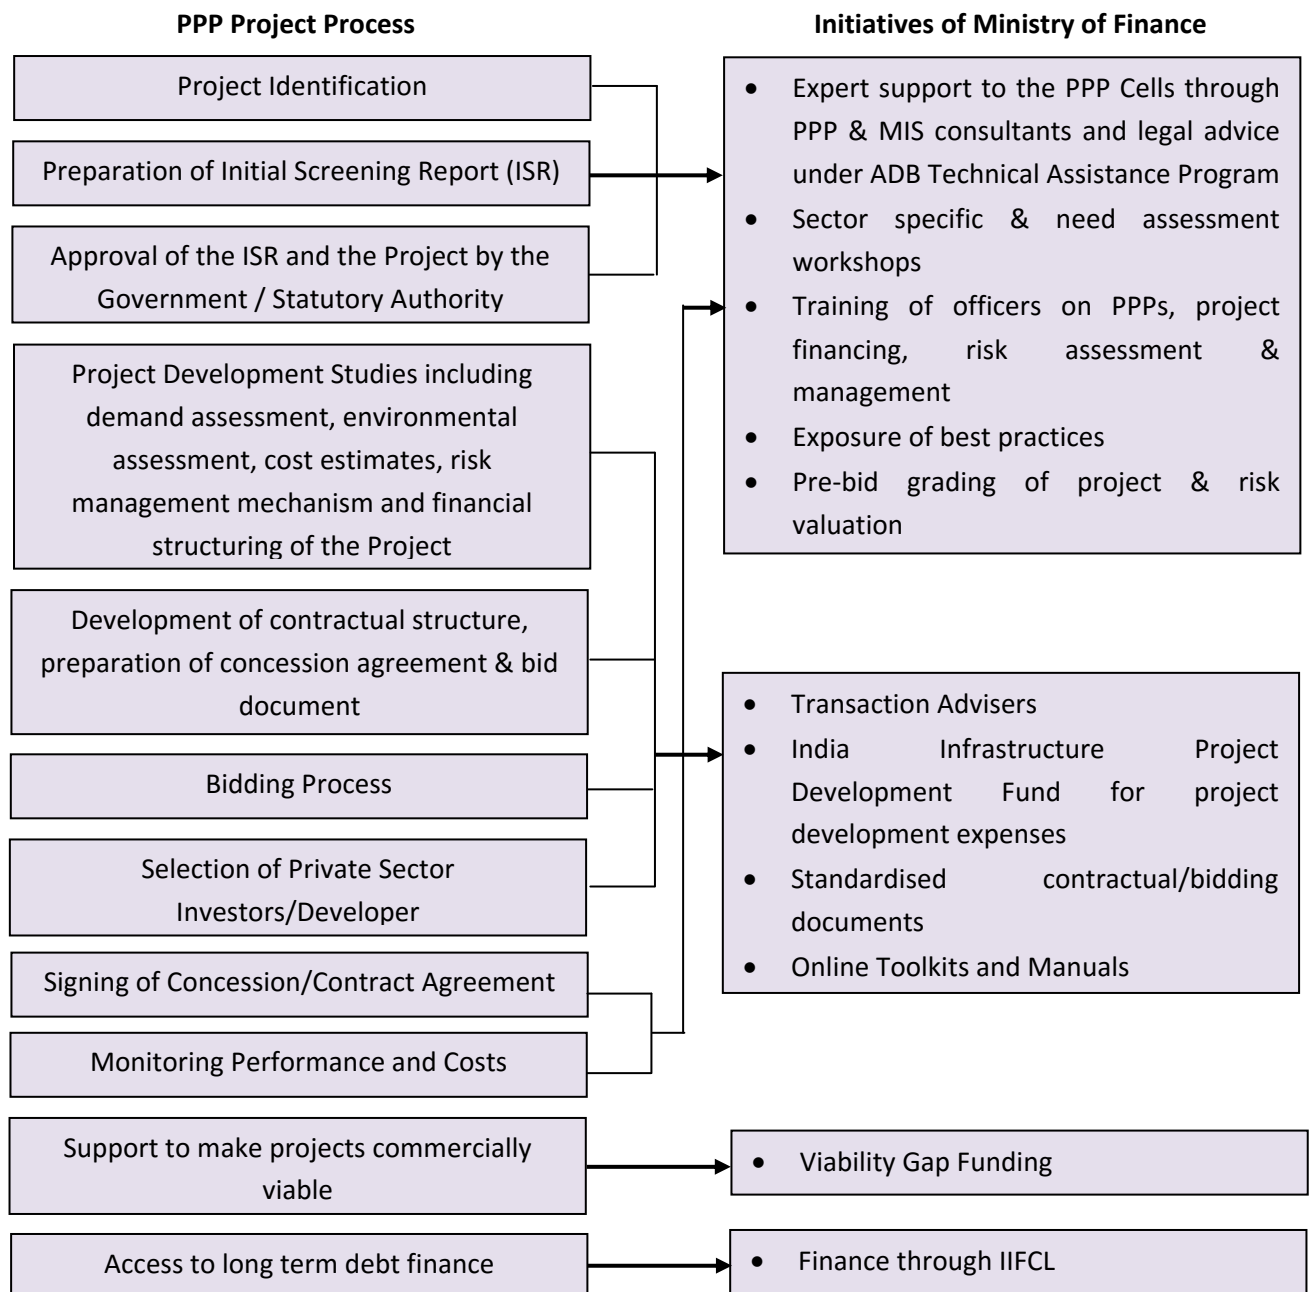 PPP Project Process
Project Identification
Preparation of Initial Screening Report (ISR)
Approval of the ISR and the Project by the
Government / Statutory Authority
Project Development Studies including
demand assessment, environmental
assessment, cost estimates, risk
management mechanism and financial
structuring of the Project
Development of contractual structure,
preparation of concession agreement & bid
document
Bidding Process
Selection of Private Sector
Investors/Developer
Signing of Concession/Contract Agreement
Monitoring Performance and Costs
Support to make projects commercially
viable
Access to long term debt finance
Initiatives of Ministry of Finance
• Expert support to the PPP Cells through
PPP & MIS consultants and legal advice
under ADB Technical Assistance Program
• Sector specific & need assessment
workshops
• Training of officers on PPPs, project
financing, risk assessment &
management
• Exposure of best practices
• Pre-bid grading of project & risk
valuation
• Transaction Advisers
• India Infrastructure Project
Development Fund for project
development expenses
• Standardised contractual/bidding
documents
• Online Toolkits and Manuals
• Viability Gap Funding
• Finance through IIFCL